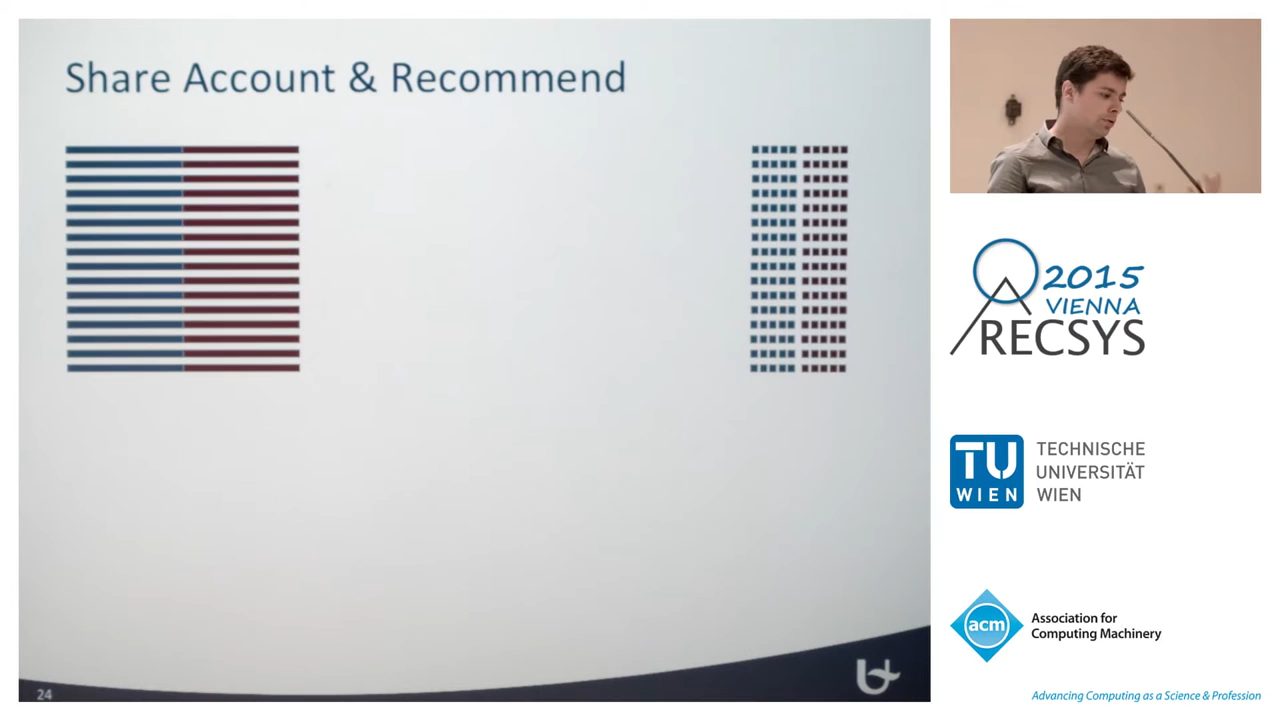 Share Account & Recommend
24
2015
VIENNA
RECSYS
TU
WIEN
TECHNISCHE
UNIVERSITÄT
WIEN
acm
Association for
Computing Machinery
Advancing Computing as a Science & Profession